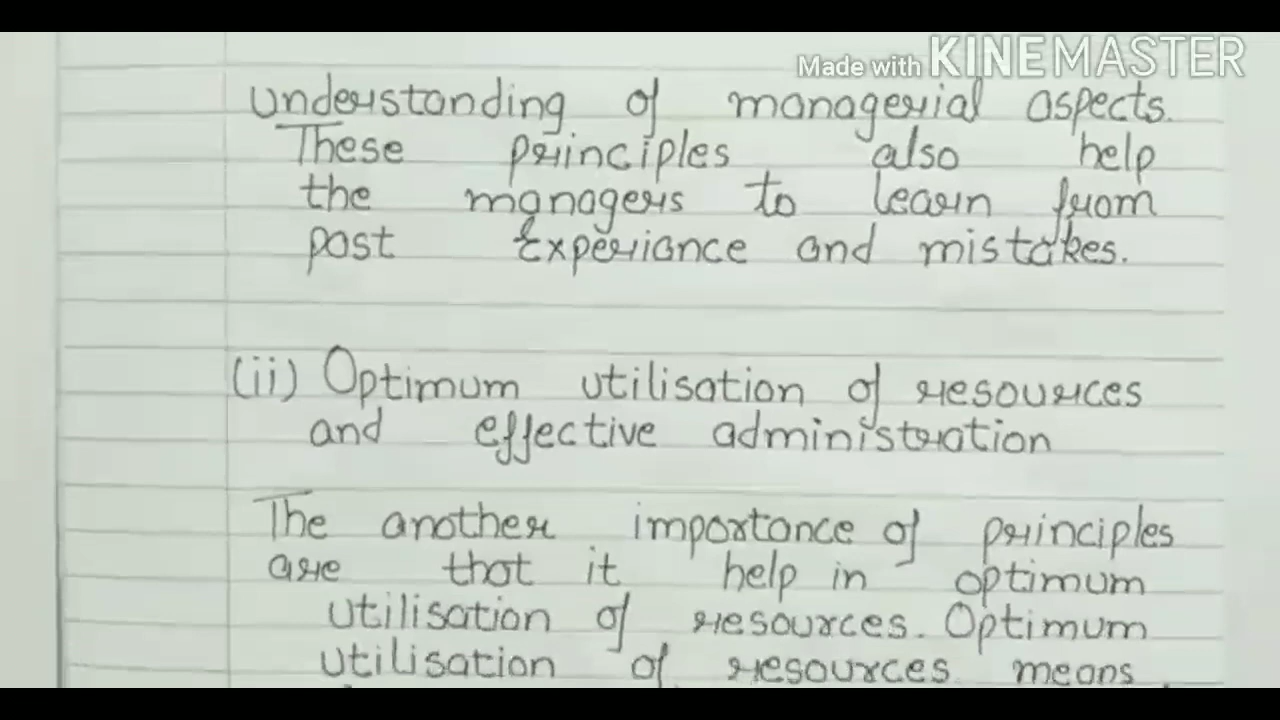 Made with KINEMASTER
understanding of managerial aspects.
These principles also help
the managers to learn from
past Experiance and mistakes.
(ii) Optimum utilisation of resources
and effective administration
The another importance of principles
are that it help in optimum
utilisation of resources. Optimum
utilisation of resources means